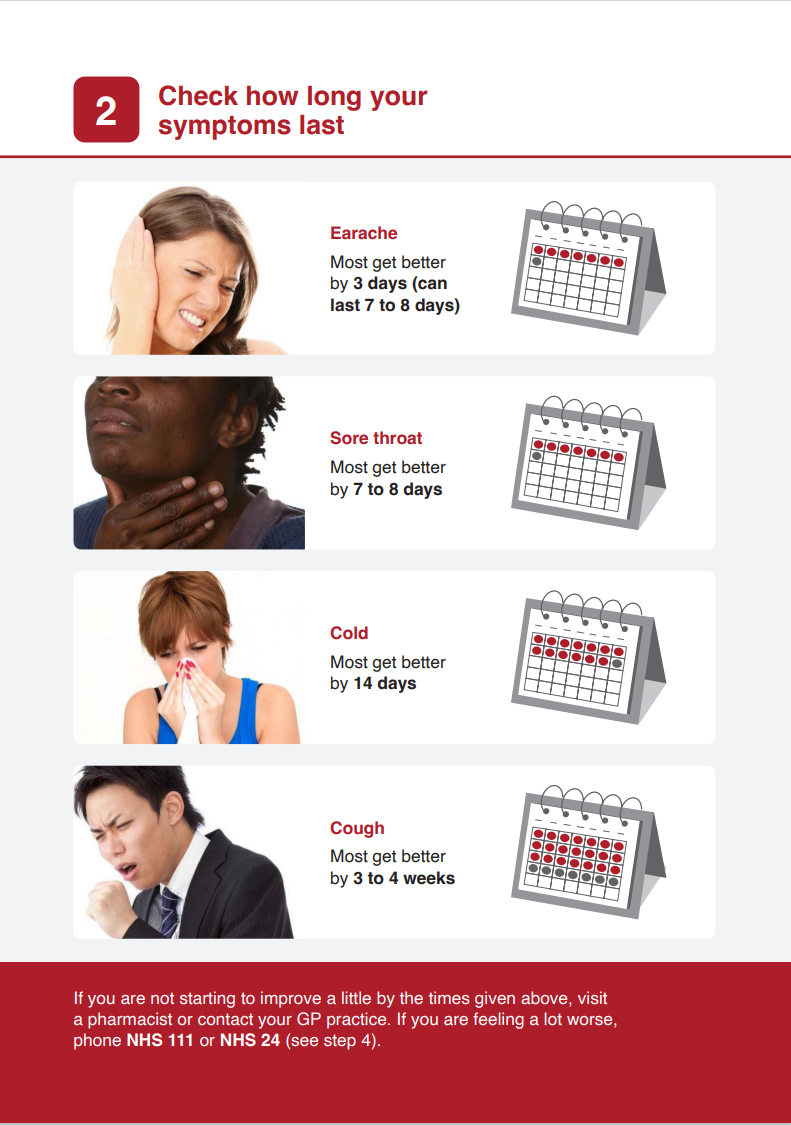 2
Check how long your
symptoms last
Earache
Most get better
by 3 days (can
last 7 to 8 days)
Sore throat
Most get better
by 7 to 8 days
Cold
Most get better
by 14 days
Cough
Most get better
by 3 to 4 weeks
If you are not starting to improve a little by the times given above, visit
a pharmacist or contact your GP practice. If you are feeling a lot worse,
phone NHS 111 or NHS 24 (see step 4).